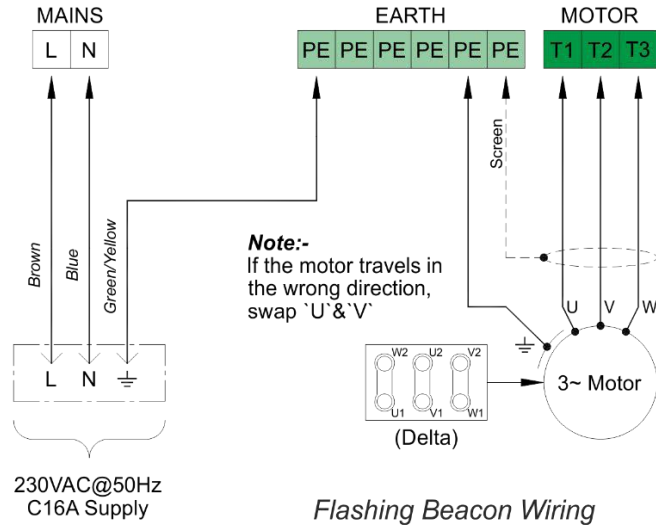 MAINS
EARTH
MOTOR
L N
PE PE PE PE PE PE
T1 T2 T3
Brown
Blue
Green/Yellow
Screen
Note:-
If the motor travels in
the wrong direction,
swap `U`&`V`
U V W
L N
W2 U2 V2
U1 V1 W1
(Delta)
3~ Motor
230VAC@50Hz
C16A Supply
Flashing Beacon Wiring